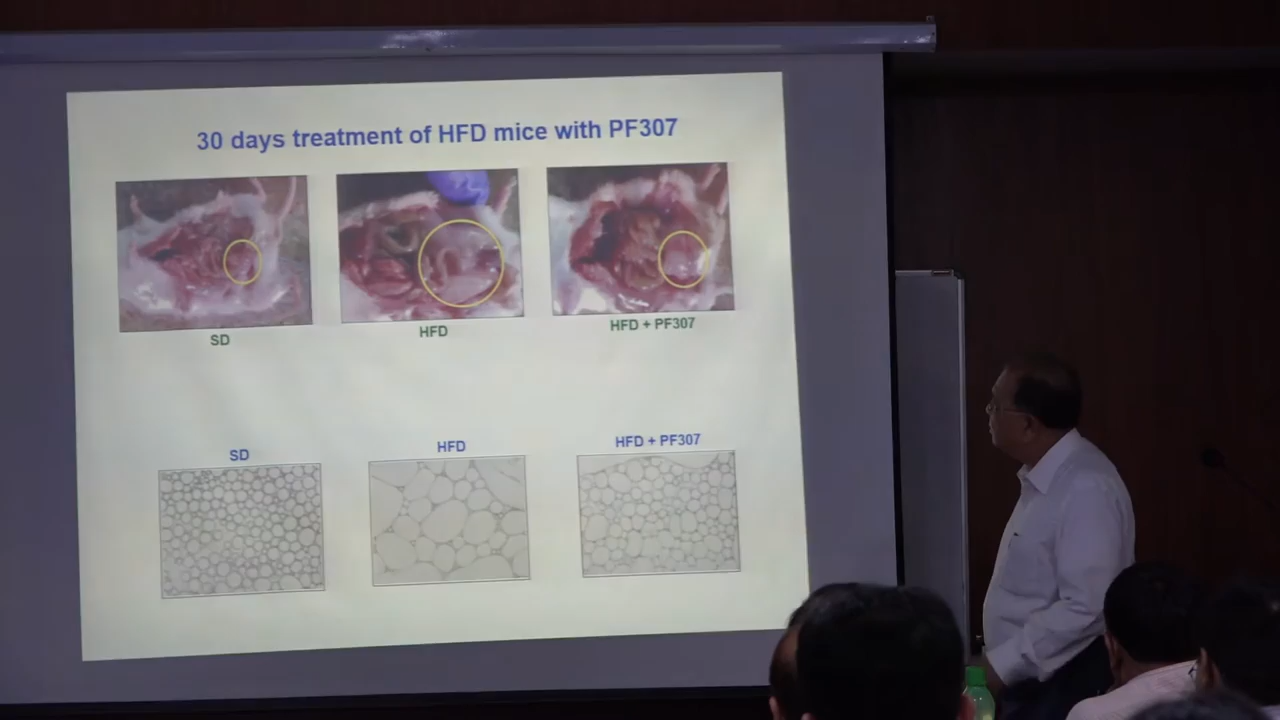 30 days treatment of HFD mice with PF307
SD
HFD
HFD + PF307
SD
HFD
HFD + PF307